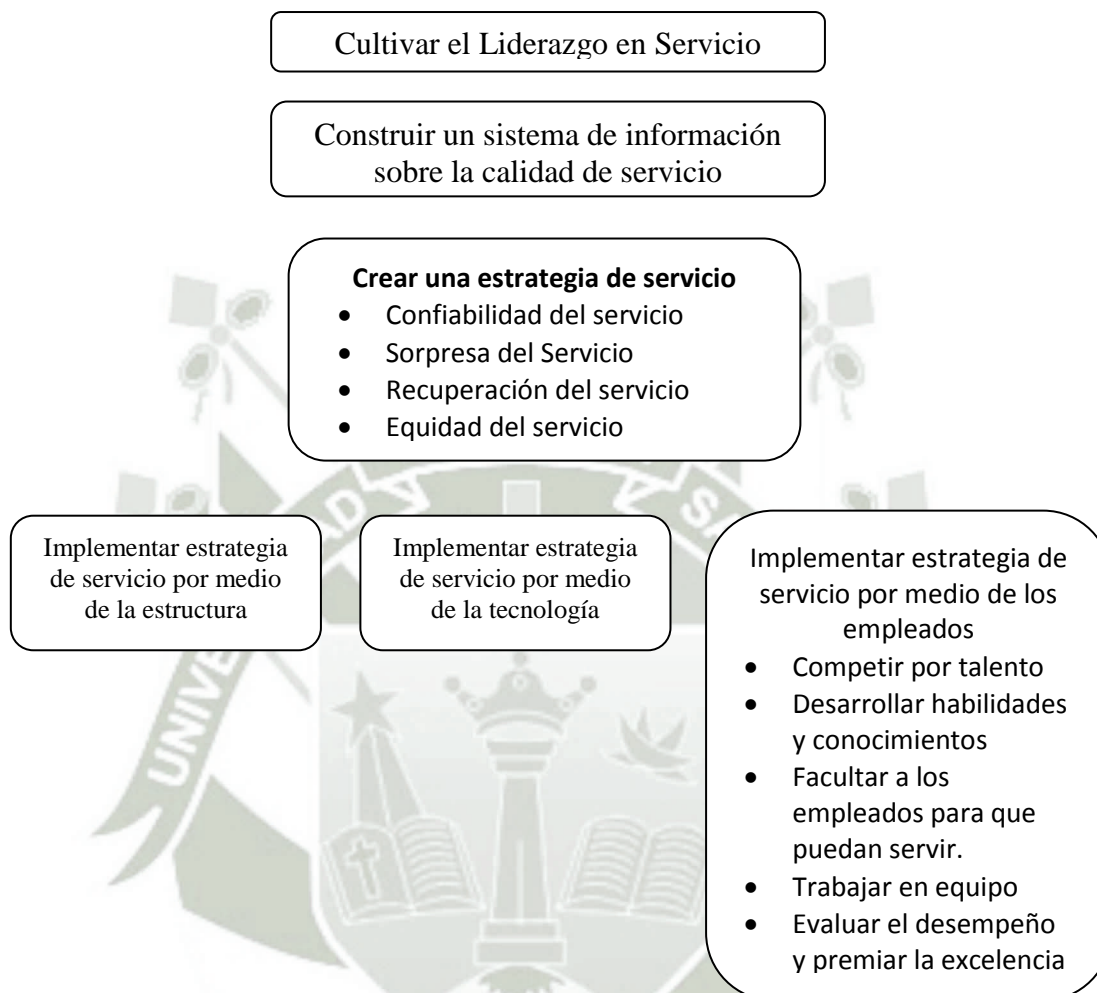 Cultivar el Liderazgo en Servicio
Construir un sistema de información
sobre la calidad de servicio
Crear una estrategia de servicio
• Confiabilidad del servicio
• Sorpresa del Servicio
• Recuperación del servicio
• Equidad del servicio
Implementar estrategia
de servicio por medio
de la estructura
Implementar estrategia
de servicio por medio
de la tecnología
Implementar estrategia de
servicio por medio de los
empleados
• Competir por talento
• Desarrollar habilidades
y conocimientos
• Facultar a los
empleados para que
puedan servir.
• Trabajar en equipo
• Evaluar el desempeño
y premiar la excelencia